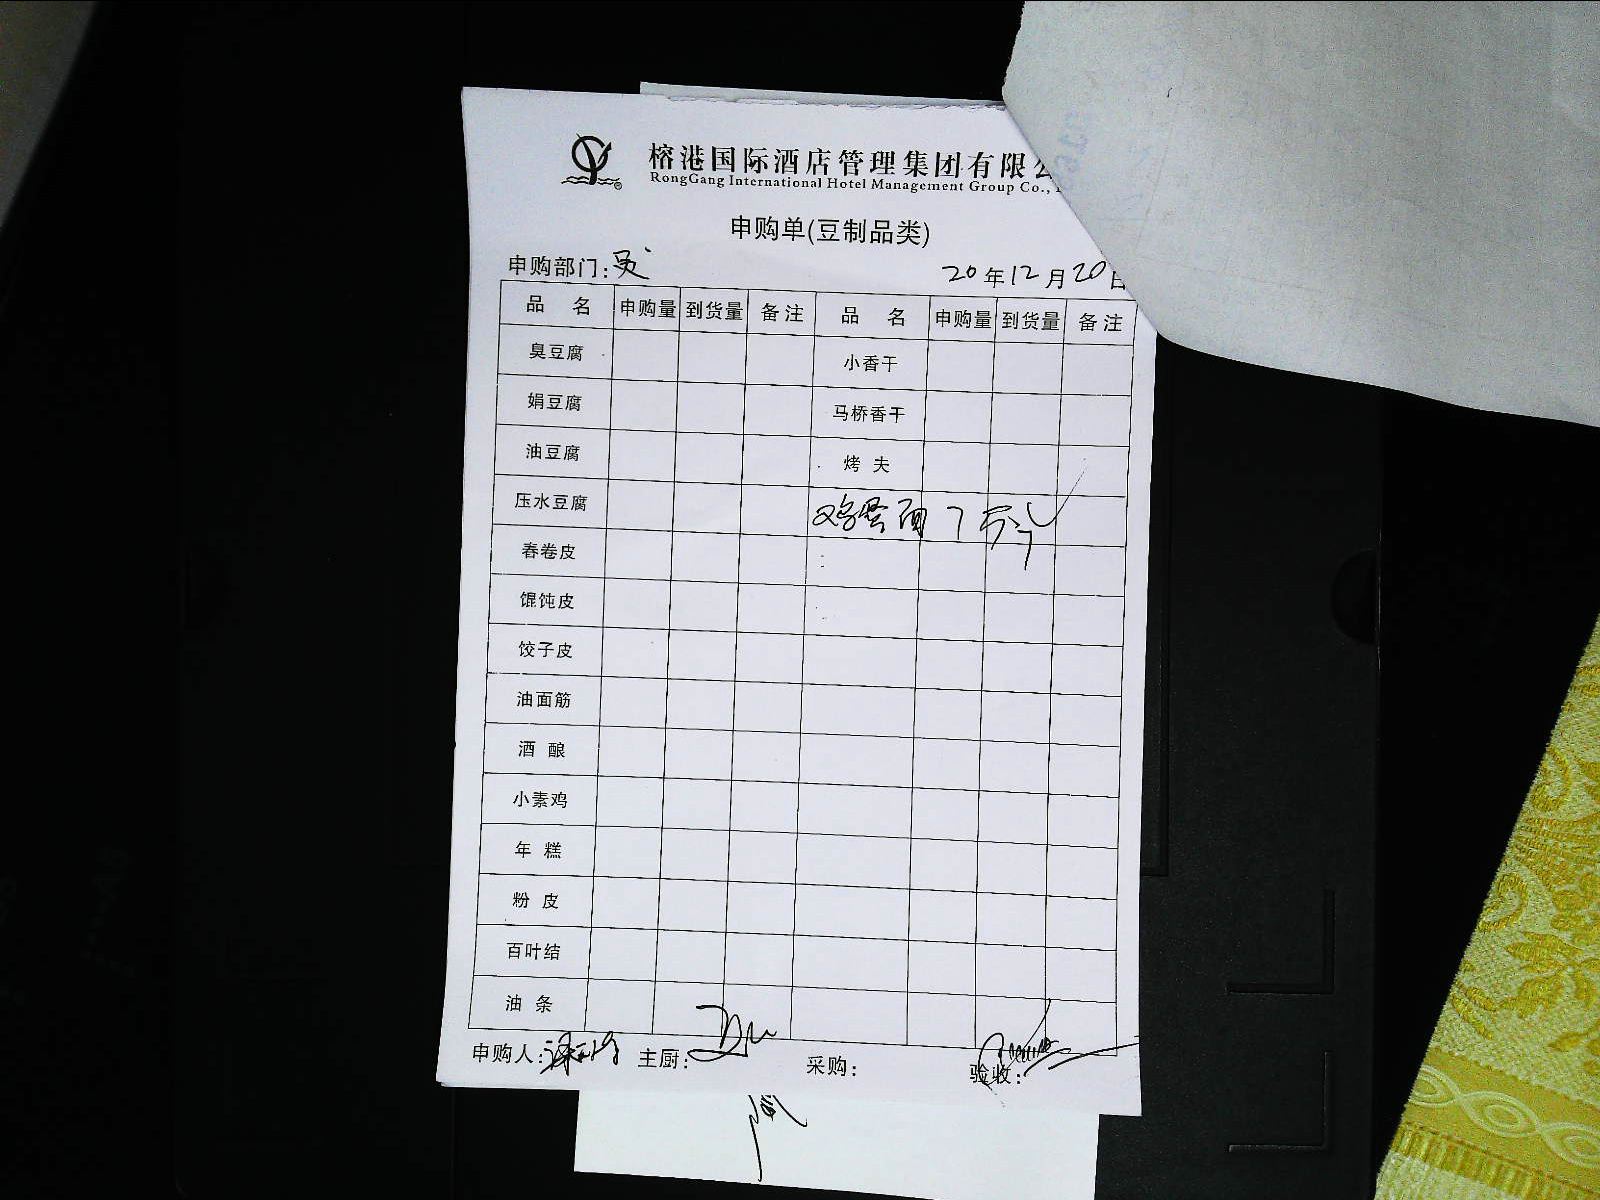 榕港国际酒店管理集团有限公
RongGang International Hotel Management Group Co.,
申购单(豆制品类)
申购部门:
20年12月20日
品 名 申购量 到货量 备注 品 名 申购量 到货量 备注
臭豆腐 小香干
娟豆腐 马桥香干
油豆腐 烤夫
压水豆腐 鸡蛋面 7
春卷皮
馄饨皮
饺子皮
油面筋
酒酿
小素鸡
年糕
粉皮
百叶结
油条
申购人: 主厨: 采购: 验收: